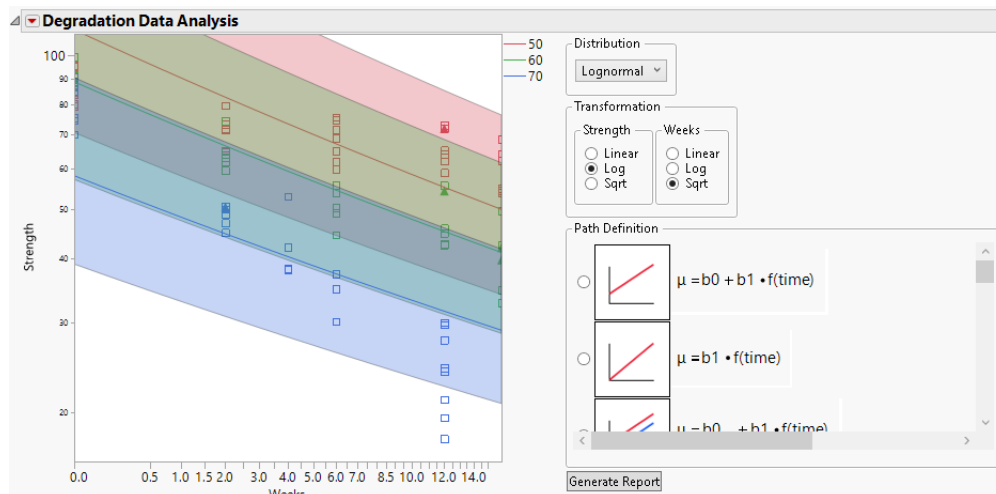 Degradation Data Analysis
50
60
70
100
90
80
70
60
50
40
30
20
Strength
0.0 0.5 1.0 1.5 2.0 3.0 4.0 5.0 6.0 7.0 8.5 10.0 12.0 14.0
Weeks
Distribution
Lognormal
Transformation
Strength Weeks
Linear Linear
Log Log
Sqrt Sqrt
Path Definition
μ = b0 + b1 • f(time)
μ = b1 • f(time)
μ = b0 + b1 • f(time)
Generate Report